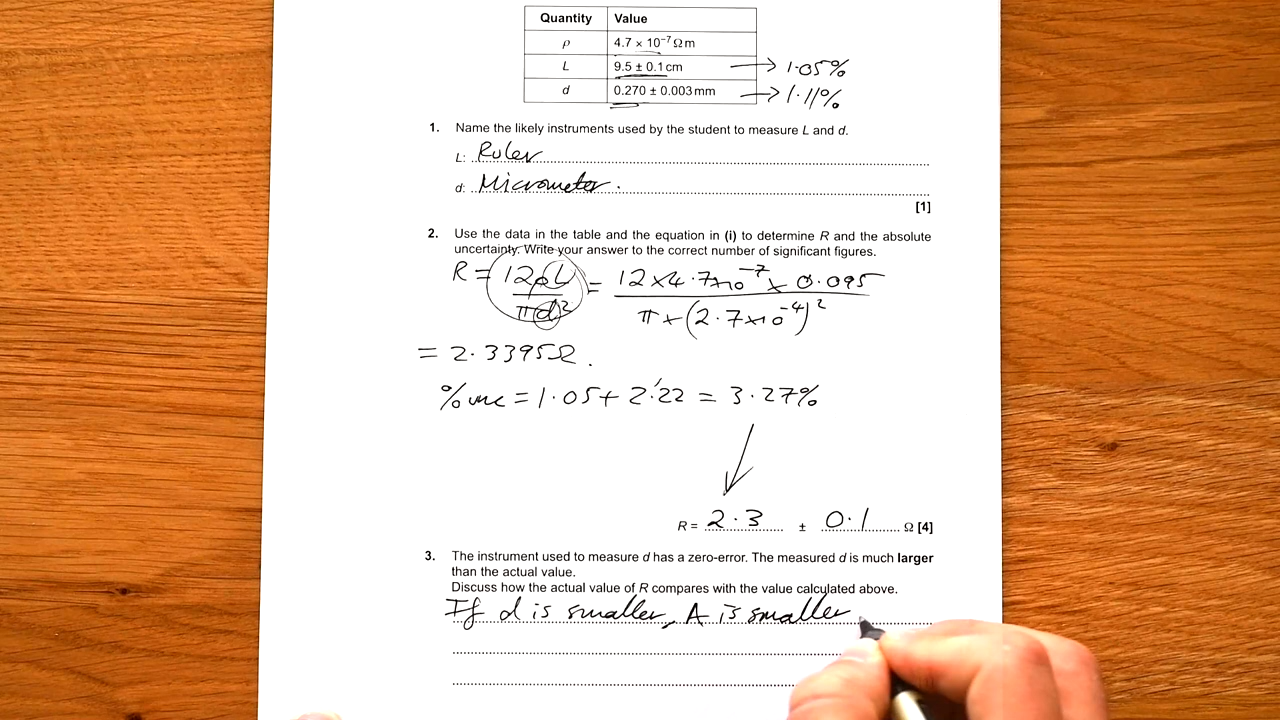 Quantity Value
ρ 4.7 × 10⁻⁷ Ω m
L 9.5 ± 0.1 cm → 1.05%
d 0.270 ± 0.003 mm → 1.11%
1. Name the likely instruments used by the student to measure L and d.
L: Ruler
d: Micrometer.
[1]
2. Use the data in the table and the equation in (i) to determine R and the absolute
uncertainty. Write your answer to the correct number of significant figures.
R = 12ρL / πd² = 12×4.7×10⁻⁷ × 0.095 / π × (2.7×10⁻⁴)²
= 2.3395Ω.
%unc = 1.05 + 2.22 = 3.27%
R = 2.3 ± 0.1 Ω [4]
3. The instrument used to measure d has a zero-error. The measured d is much larger
than the actual value.
Discuss how the actual value of R compares with the value calculated above.
If d is smaller, A is smaller